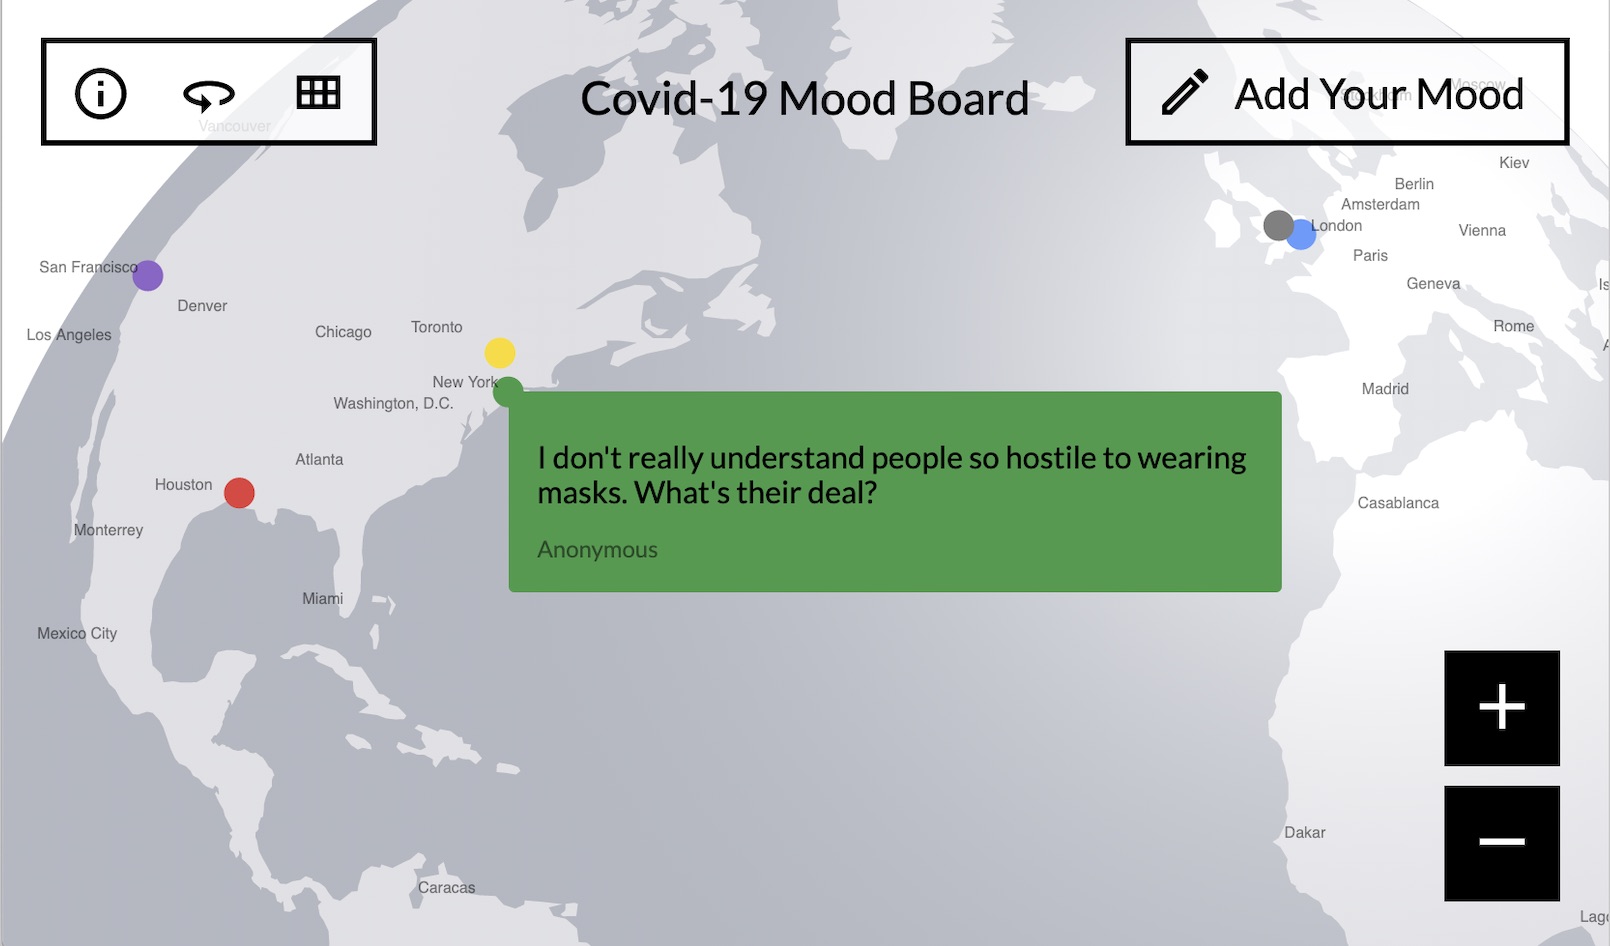 Covid-19 Mood Board
Add Your Mood
Vancouver
Moscow
Stockholm
Kiev
Berlin
Amsterdam
London
Vienna
Paris
Geneva
Rome
San Francisco
Denver
Los Angeles
Chicago
Toronto
New York
Washington, D.C.
Madrid
Atlanta
Houston
Monterrey
Casablanca
I don't really understand people so hostile to wearing
masks. What's their deal?
Anonymous
Miami
Mexico City
Dakar
Caracas